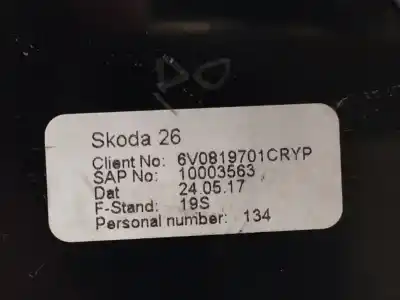 Skoda 26
Client No: 6V0819701CRYP
SAP No: 10003563
Dat 24.05.17
F-Stand: 19S
Personal number: 134